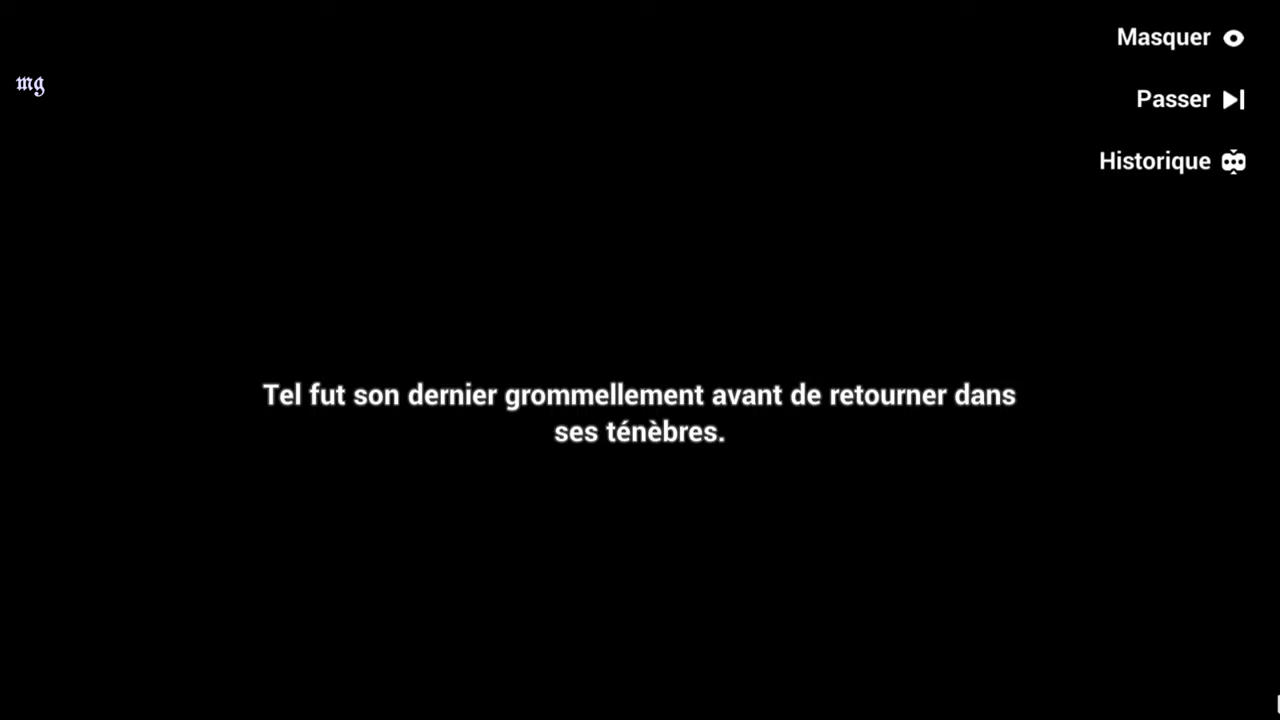 Masquer
mg
Passer
Historique
Tel fut son dernier grommellement avant de retourner dans
ses ténèbres.